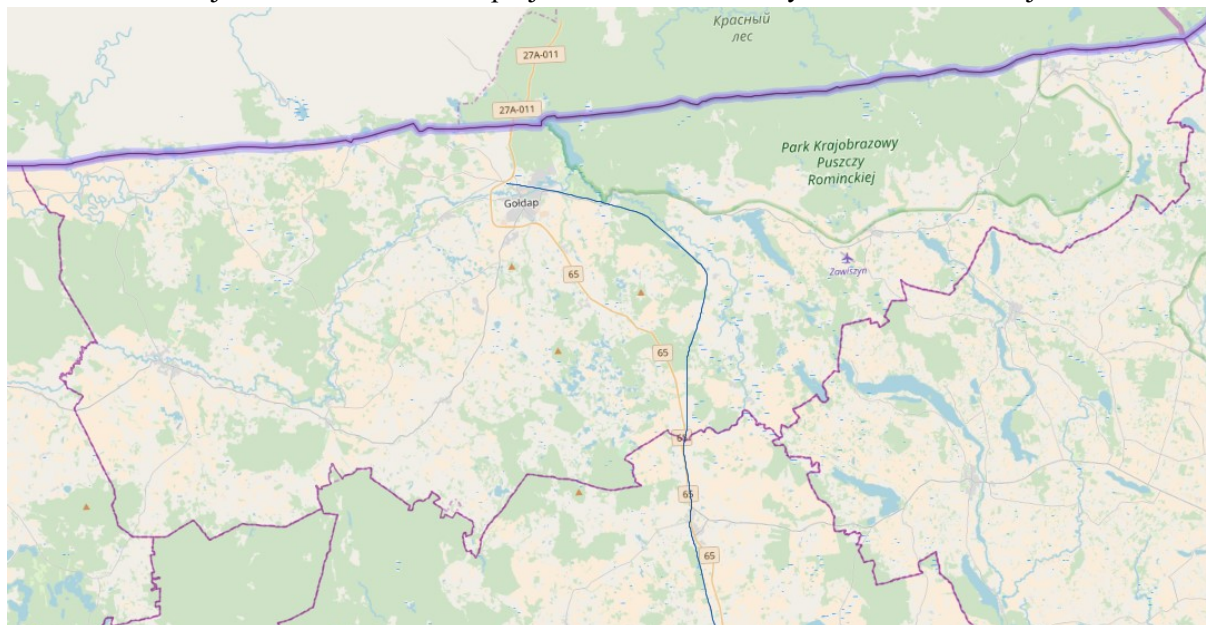 Красный
лес
27A-011
27A-011
Park Krajobrazowy
Puszczy
Rominckiej
Gołdap
Zawiszyn
65
65
65
65
65